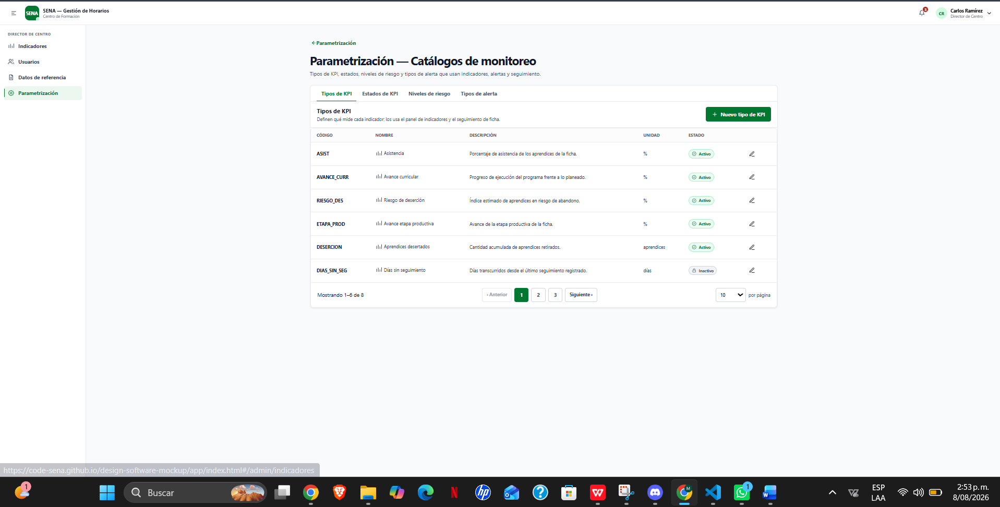 SENA
SENA — Gestión de Horarios
Centro de Formación
3
CR
Carlos Ramírez
Director de Centro
DIRECTOR DE CENTRO
Indicadores
Usuarios
Datos de referencia
Parametrización
← Parametrización
Parametrización — Catálogos de monitoreo
Tipos de KPI, estados, niveles de riesgo y tipos de alerta que usan indicadores, alertas y seguimiento.
Tipos de KPI Estados de KPI Niveles de riesgo Tipos de alerta
Tipos de KPI
Definen qué mide cada indicador; los usa el panel de indicadores y el seguimiento de ficha.
+ Nuevo tipo de KPI
CÓDIGO NOMBRE DESCRIPCIÓN UNIDAD ESTADO
ASIST Asistencia Porcentaje de asistencia de los aprendices de la ficha. % Activo
AVANCE_CURR Avance curricular Progreso de ejecución del programa frente a lo planeado. % Activo
RIESGO_DES Riesgo de deserción Índice estimado de aprendices en riesgo de abandono. % Activo
ETAPA_PROD Avance etapa productiva Avance de la etapa productiva de la ficha. % Activo
DESERCION Aprendices desertados Cantidad acumulada de aprendices retirados. aprendices Activo
DIAS_SIN_SEG Días sin seguimiento Días transcurridos desde el último seguimiento registrado. días Inactivo
Mostrando 1–6 de 8 ‹ Anterior 1 2 3 Siguiente › 10 por página
https://code-sena.github.io/design-software-mockup/app/index.html#/admin/indicadores
1
Buscar
hp
M
1
W
ESP
LAA
2:53 p. m.
8/08/2026